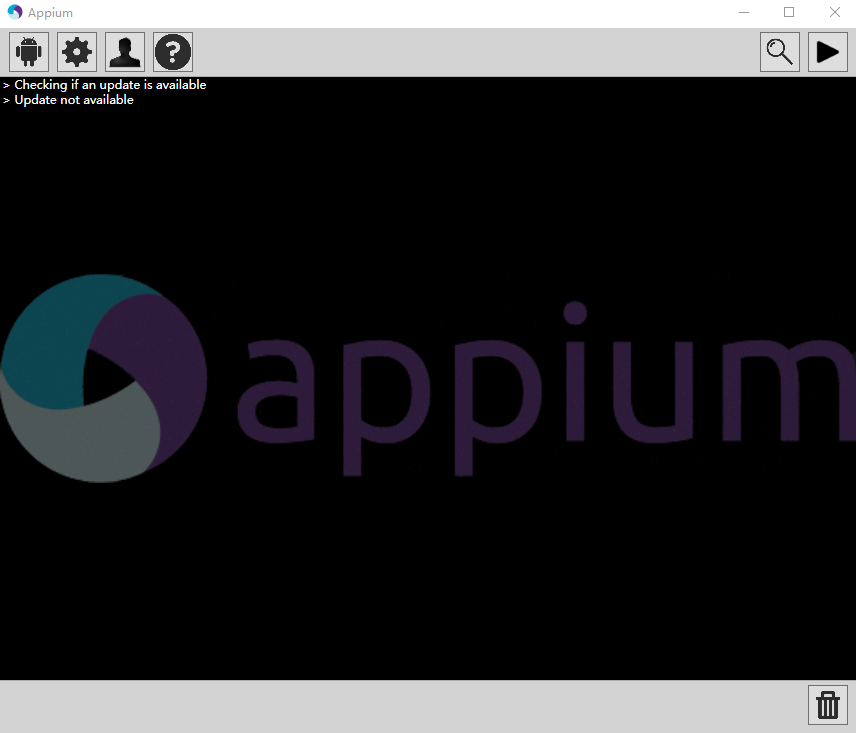 Appium
> Checking if an update is available
> Update not available
appium